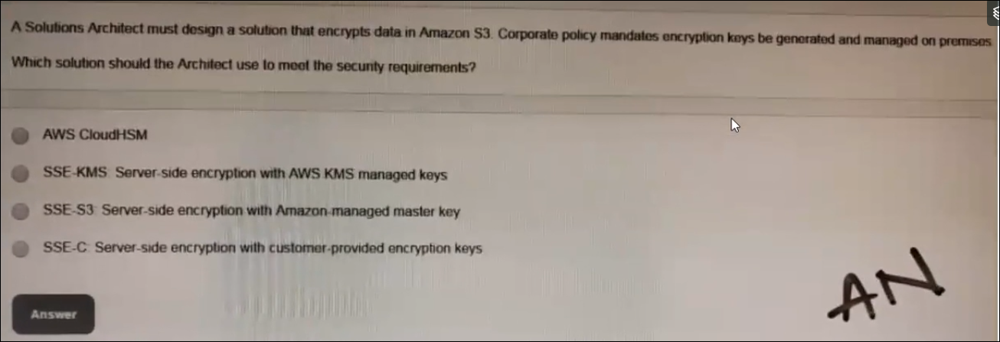 A Solutions Architect must design a solution that encrypts data in Amazon S3. Corporate policy mandates encryption keys be generated and managed on premises.
Which solution should the Architect use to meet the security requirements?
AWS CloudHSM
SSE-KMS: Server-side encryption with AWS KMS managed keys
SSE-S3: Server-side encryption with Amazon-managed master key
SSE-C: Server-side encryption with customer-provided encryption keys
Answer
AN